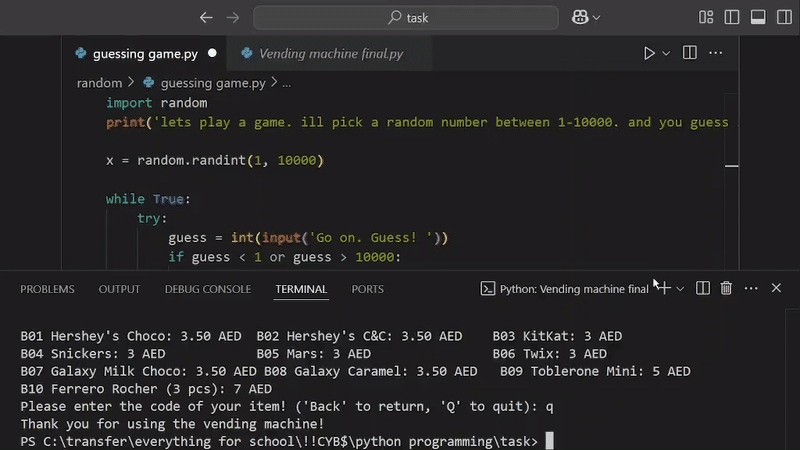 task
guessing game.py
Vending machine final.py
random > guessing game.py > ...
import random
print('lets play a game. ill pick a random number between 1-10000. and you guess
x = random.randint(1, 10000)
while True:
try:
guess = int(input('Go on. Guess! '))
if guess < 1 or guess > 10000:
PROBLEMS OUTPUT DEBUG CONSOLE TERMINAL PORTS Python: Vending machine final
B01 Hershey's Choco: 3.50 AED B02 Hershey's C&C: 3.50 AED B03 KitKat: 3 AED
B04 Snickers: 3 AED B05 Mars: 3 AED B06 Twix: 3 AED
B07 Galaxy Milk Choco: 3.50 AED B08 Galaxy Caramel: 3.50 AED B09 Toblerone Mini: 5 AED
B10 Ferrero Rocher (3 pcs): 7 AED
Please enter the code of your item! ('Back' to return, 'Q' to quit): q
Thank you for using the vending machine!
PS C:\transfer\everything for school\!!CYB$\python programming\task>